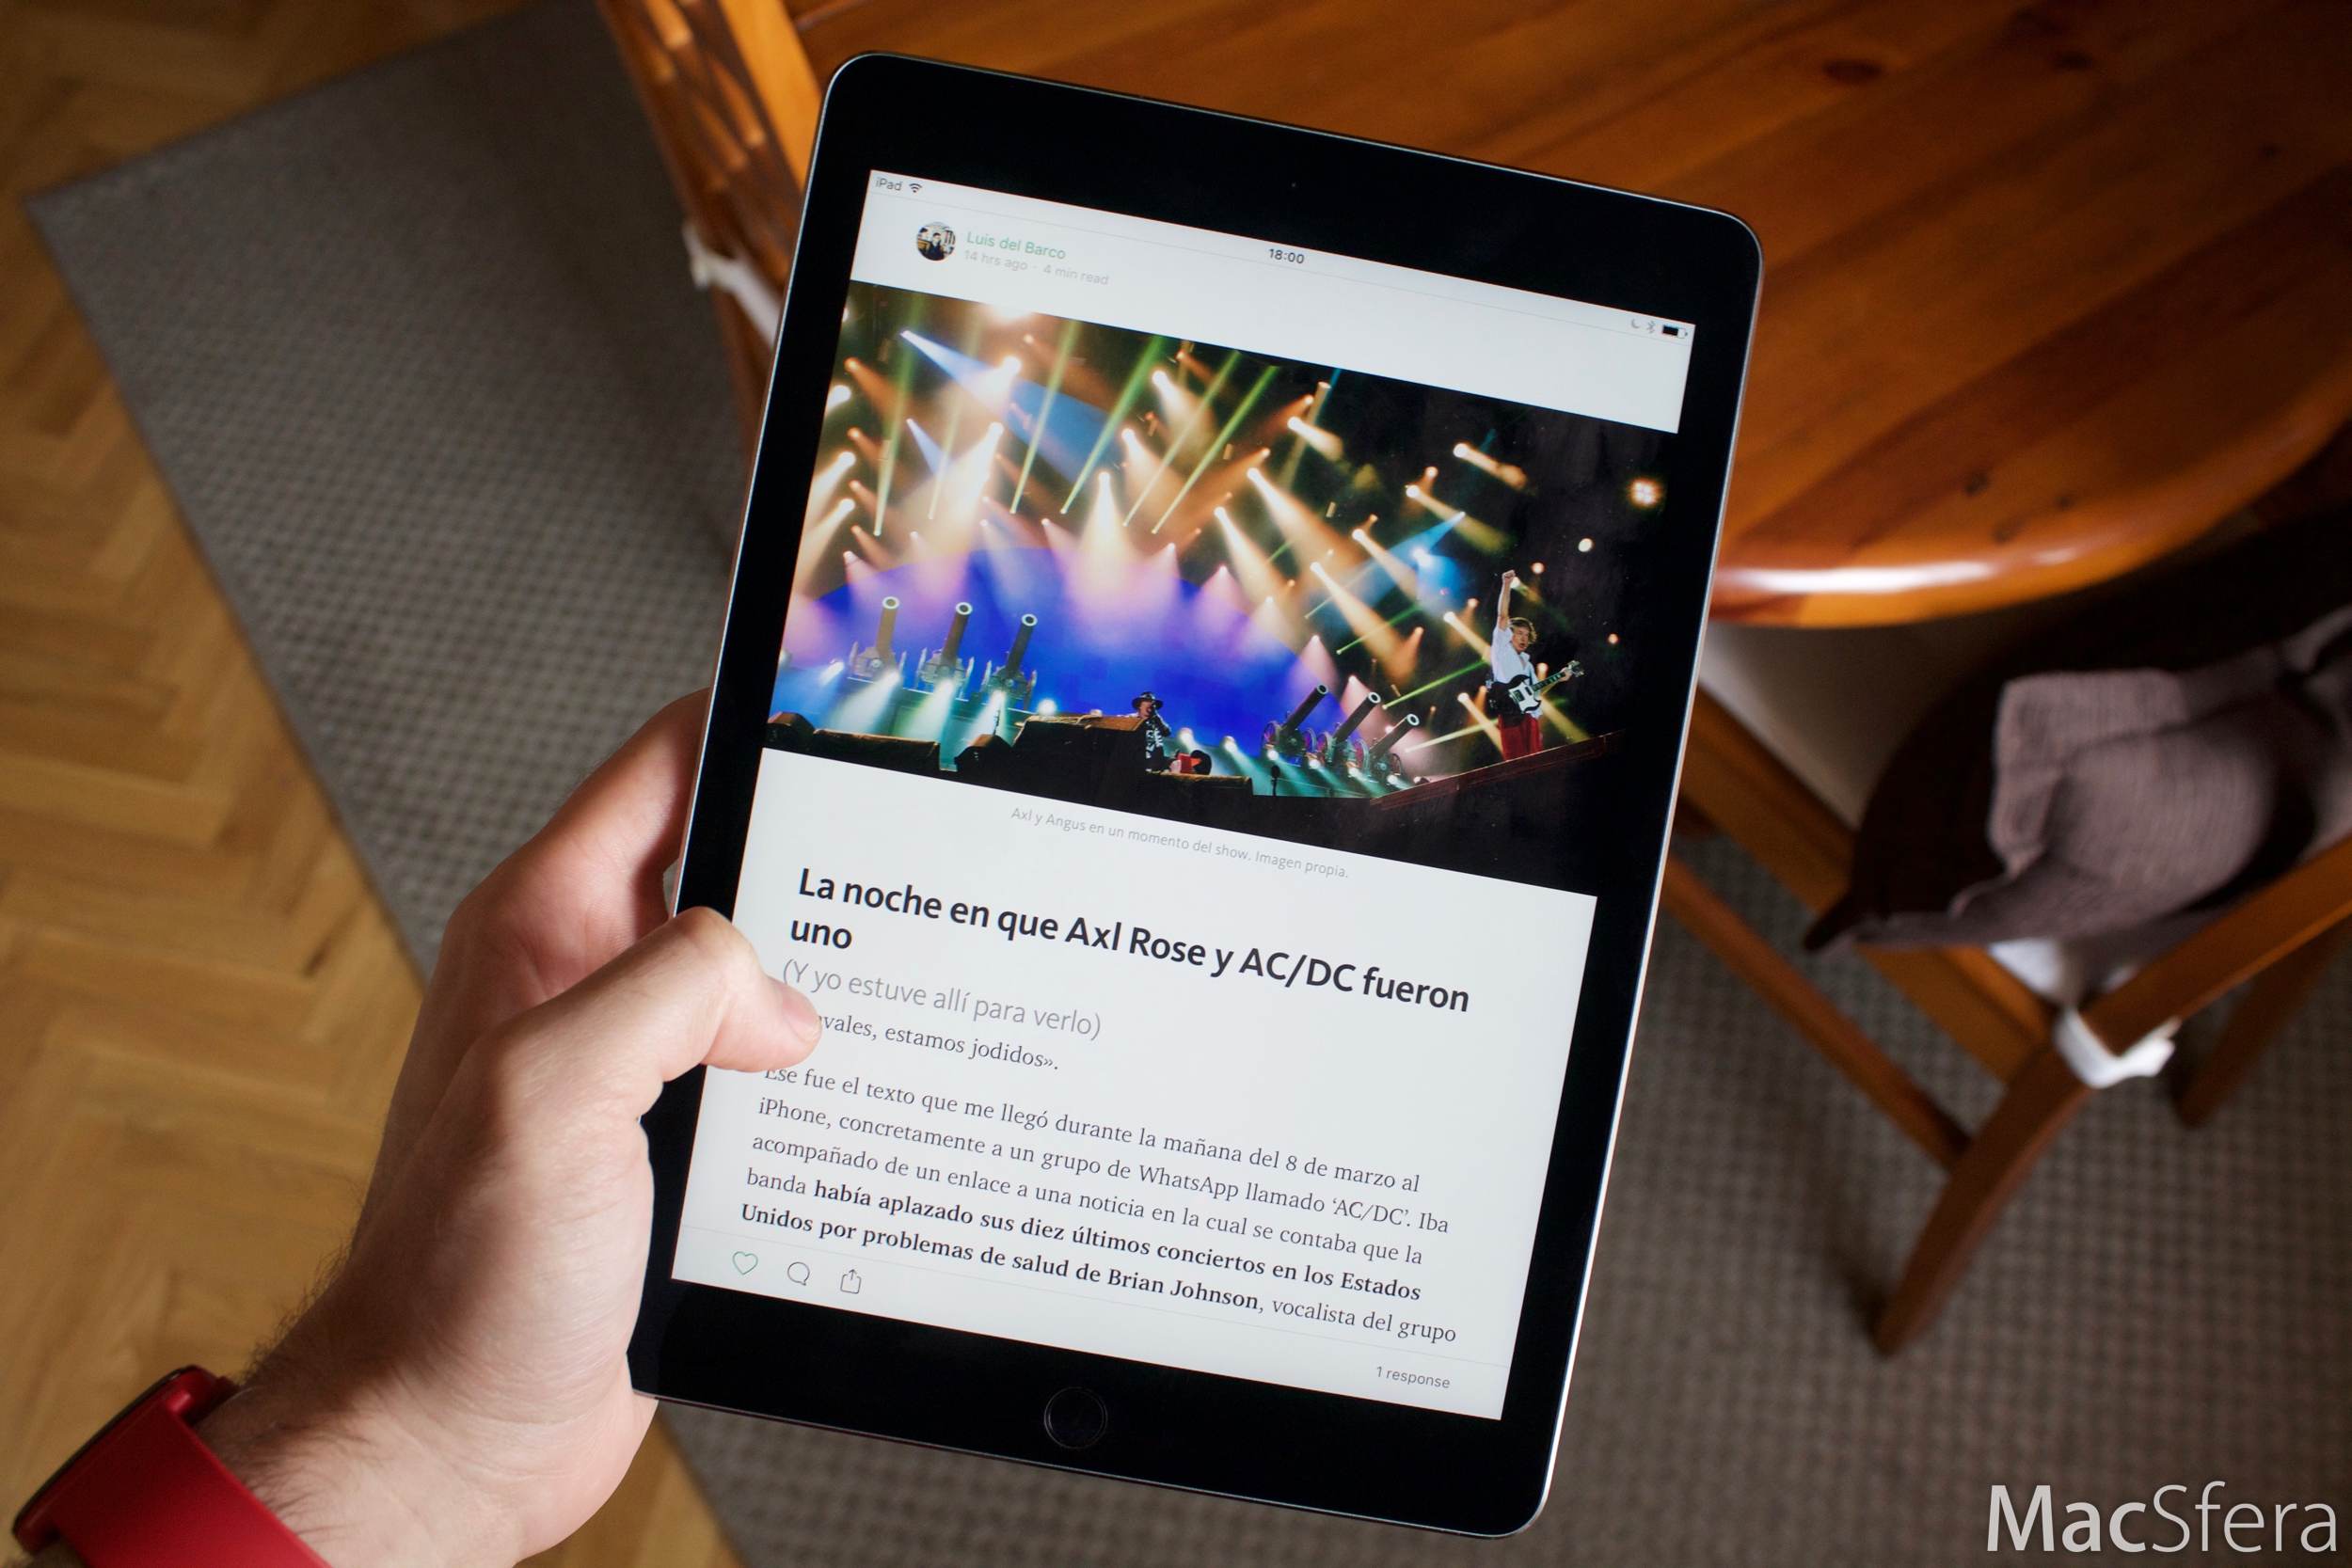 iPad
18:00
Luis del Barco
14 hrs ago · 4 min read
Axl y Angus en un momento del show. Imagen propia.
La noche en que Axl Rose y AC/DC fueron
uno
(Y yo estuve allí para verlo)
estamos jodidos».
Ese fue el texto que me llegó durante la mañana del 8 de marzo al
iPhone, concretamente a un grupo de WhatsApp llamado ‘AC/DC’. Iba
acompañado de un enlace a una noticia en la cual se contaba que la
banda había aplazado sus diez últimos conciertos en los Estados
Unidos por problemas de salud de Brian Johnson, vocalista del grupo
1 response
MacSfera